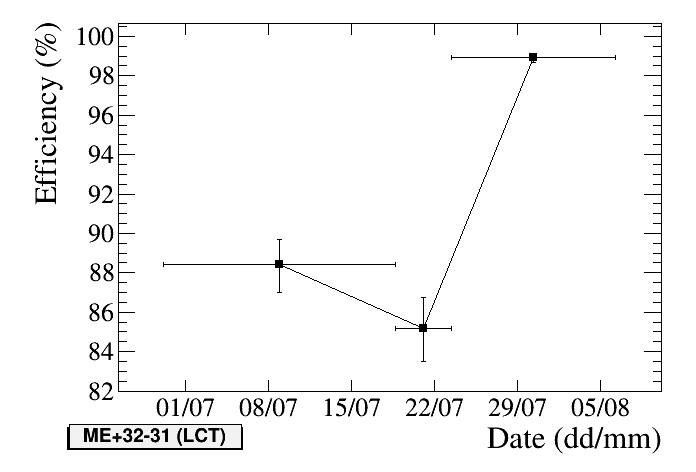 Efficiency (%)
100
98
96
94
92
90
88
86
84
82
01/07 08/07 15/07 22/07 29/07 05/08
Date (dd/mm)
ME+32-31 (LCT)